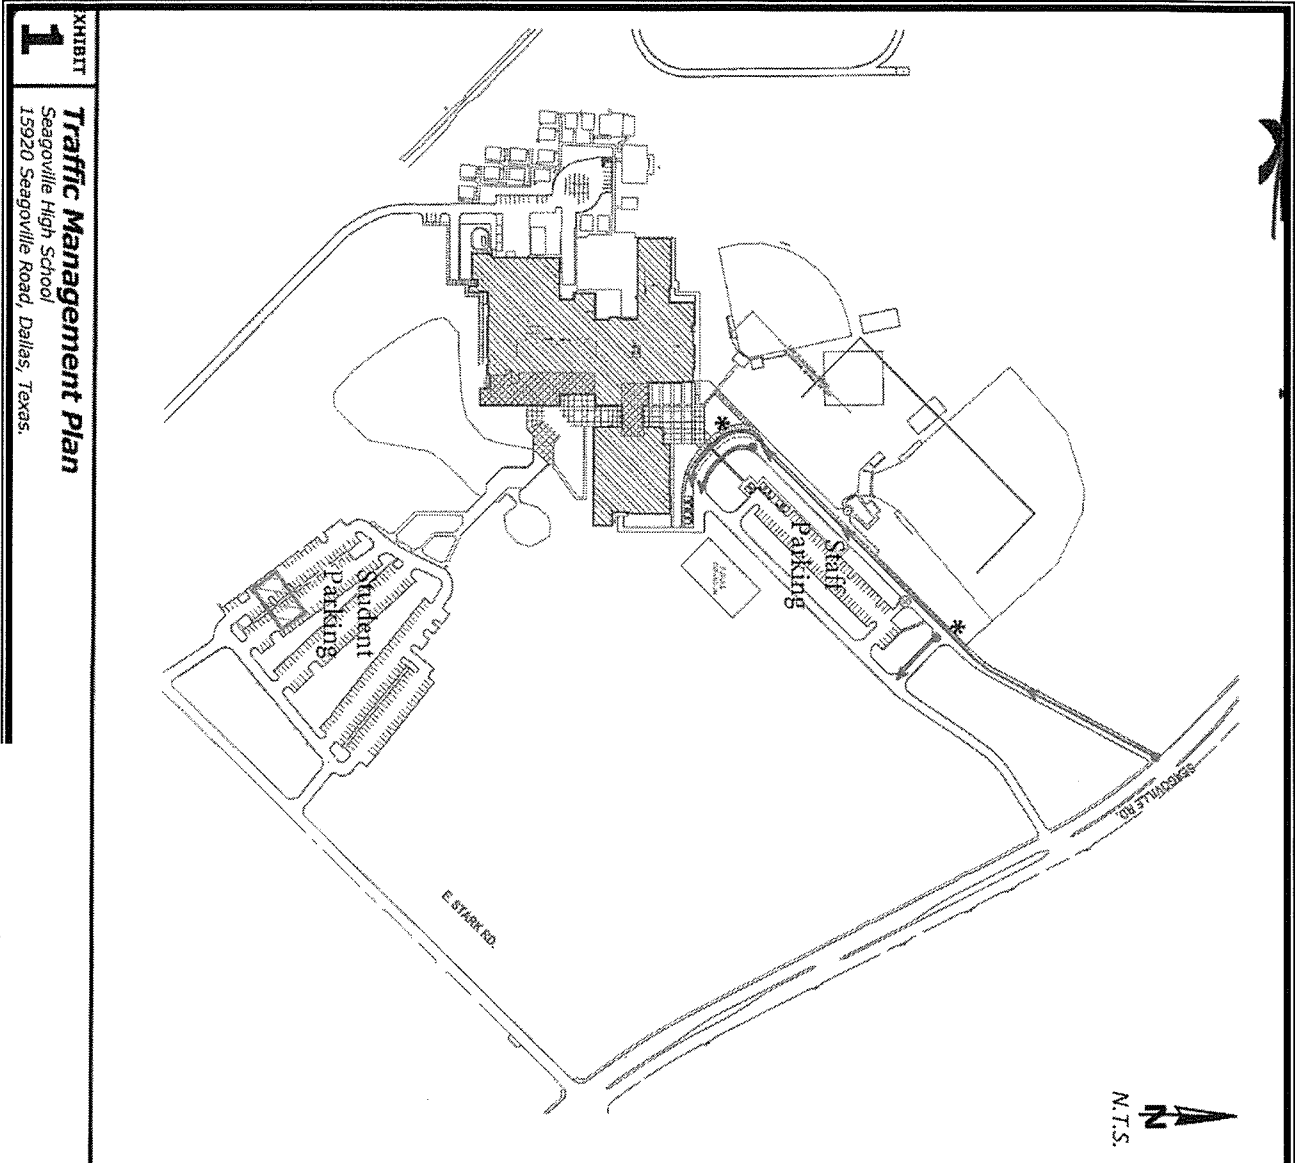 EXHIBIT
1
Traffic Management Plan
Seagoville High School
15920 Seagoville Road, Dallas, Texas.
Staff
Parking
*
*
Student
Parking
SEAGOVILLE RD.
E. STARK RD.
N
N.T.S.